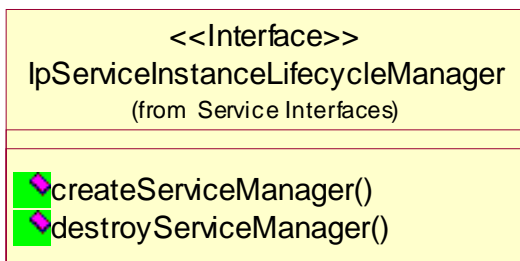 <<Interface>>
IpServiceInstanceLifecycleManager
(from Service Interfaces)
createServiceManager()
destroyServiceManager()